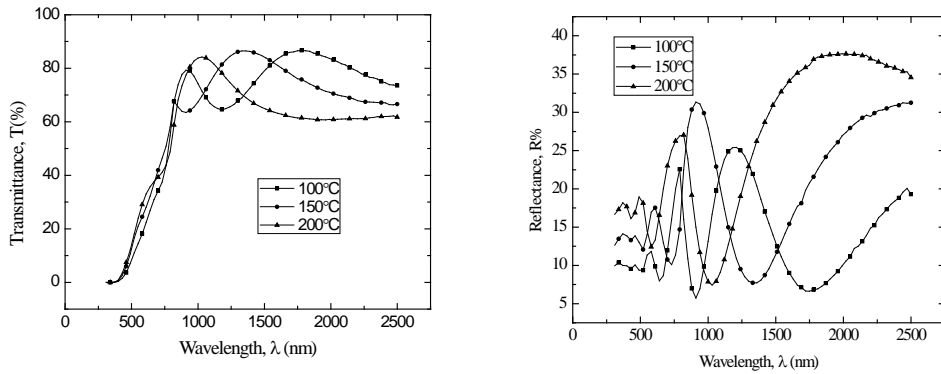 100
80
60
40
20
0
Transmittance, T(%)
100°C
150°C
200°C
0 500 1000 1500 2000 2500
Wavelength, λ (nm)
40
35
30
25
20
15
10
5
Reflectance, R%
100°C
150°C
200°C
0 500 1000 1500 2000 2500
Wavelength, λ (nm)